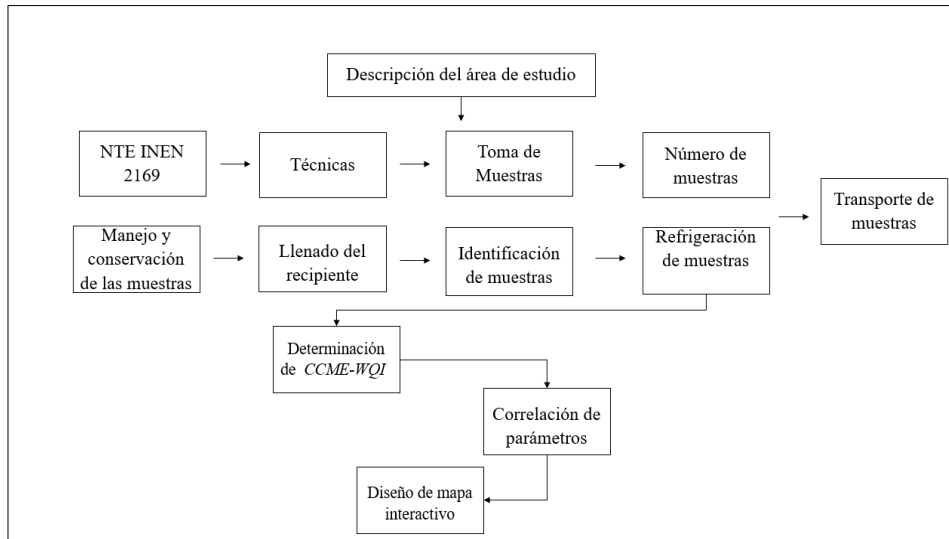 Descripción del área de estudio
NTE INEN
2169
Técnicas
Toma de
Muestras
Número de
muestras
Transporte de
muestras
Manejo y
conservación
de las muestras
Llenado del
recipiente
Identificación
de muestras
Refrigeración
de muestras
Determinación
de CCME-WQI
Correlación de
parámetros
Diseño de mapa
interactivo